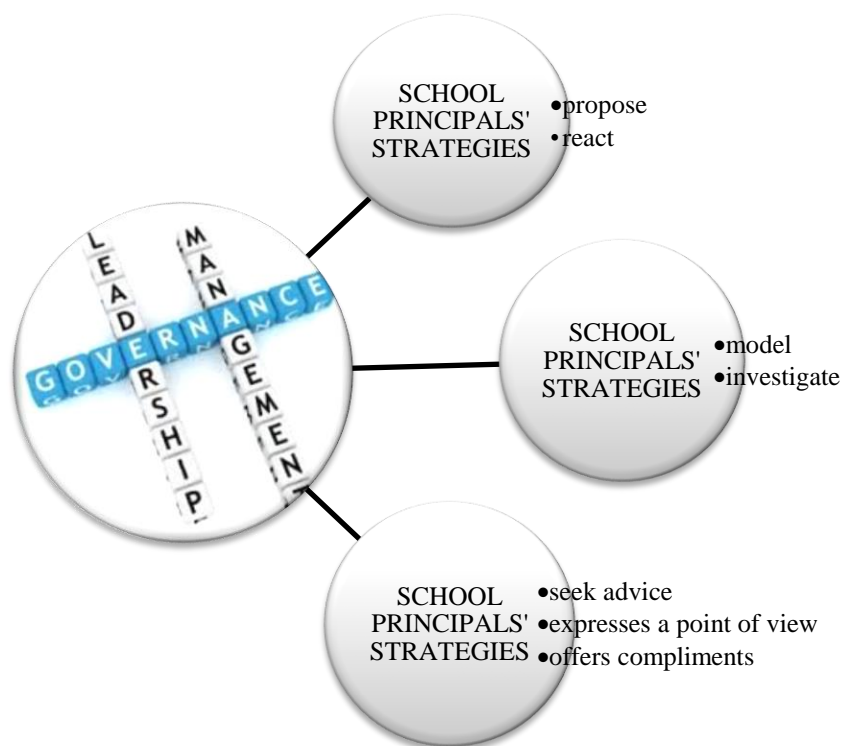 SCHOOL
PRINCIPALS'
STRATEGIES
•propose
•react
LEADERSHIP
MANAGEMENT
GOVERNANCE
SCHOOL
PRINCIPALS'
STRATEGIES
•model
•investigate
SCHOOL
PRINCIPALS'
STRATEGIES
•seek advice
•expresses a point of view
•offers compliments